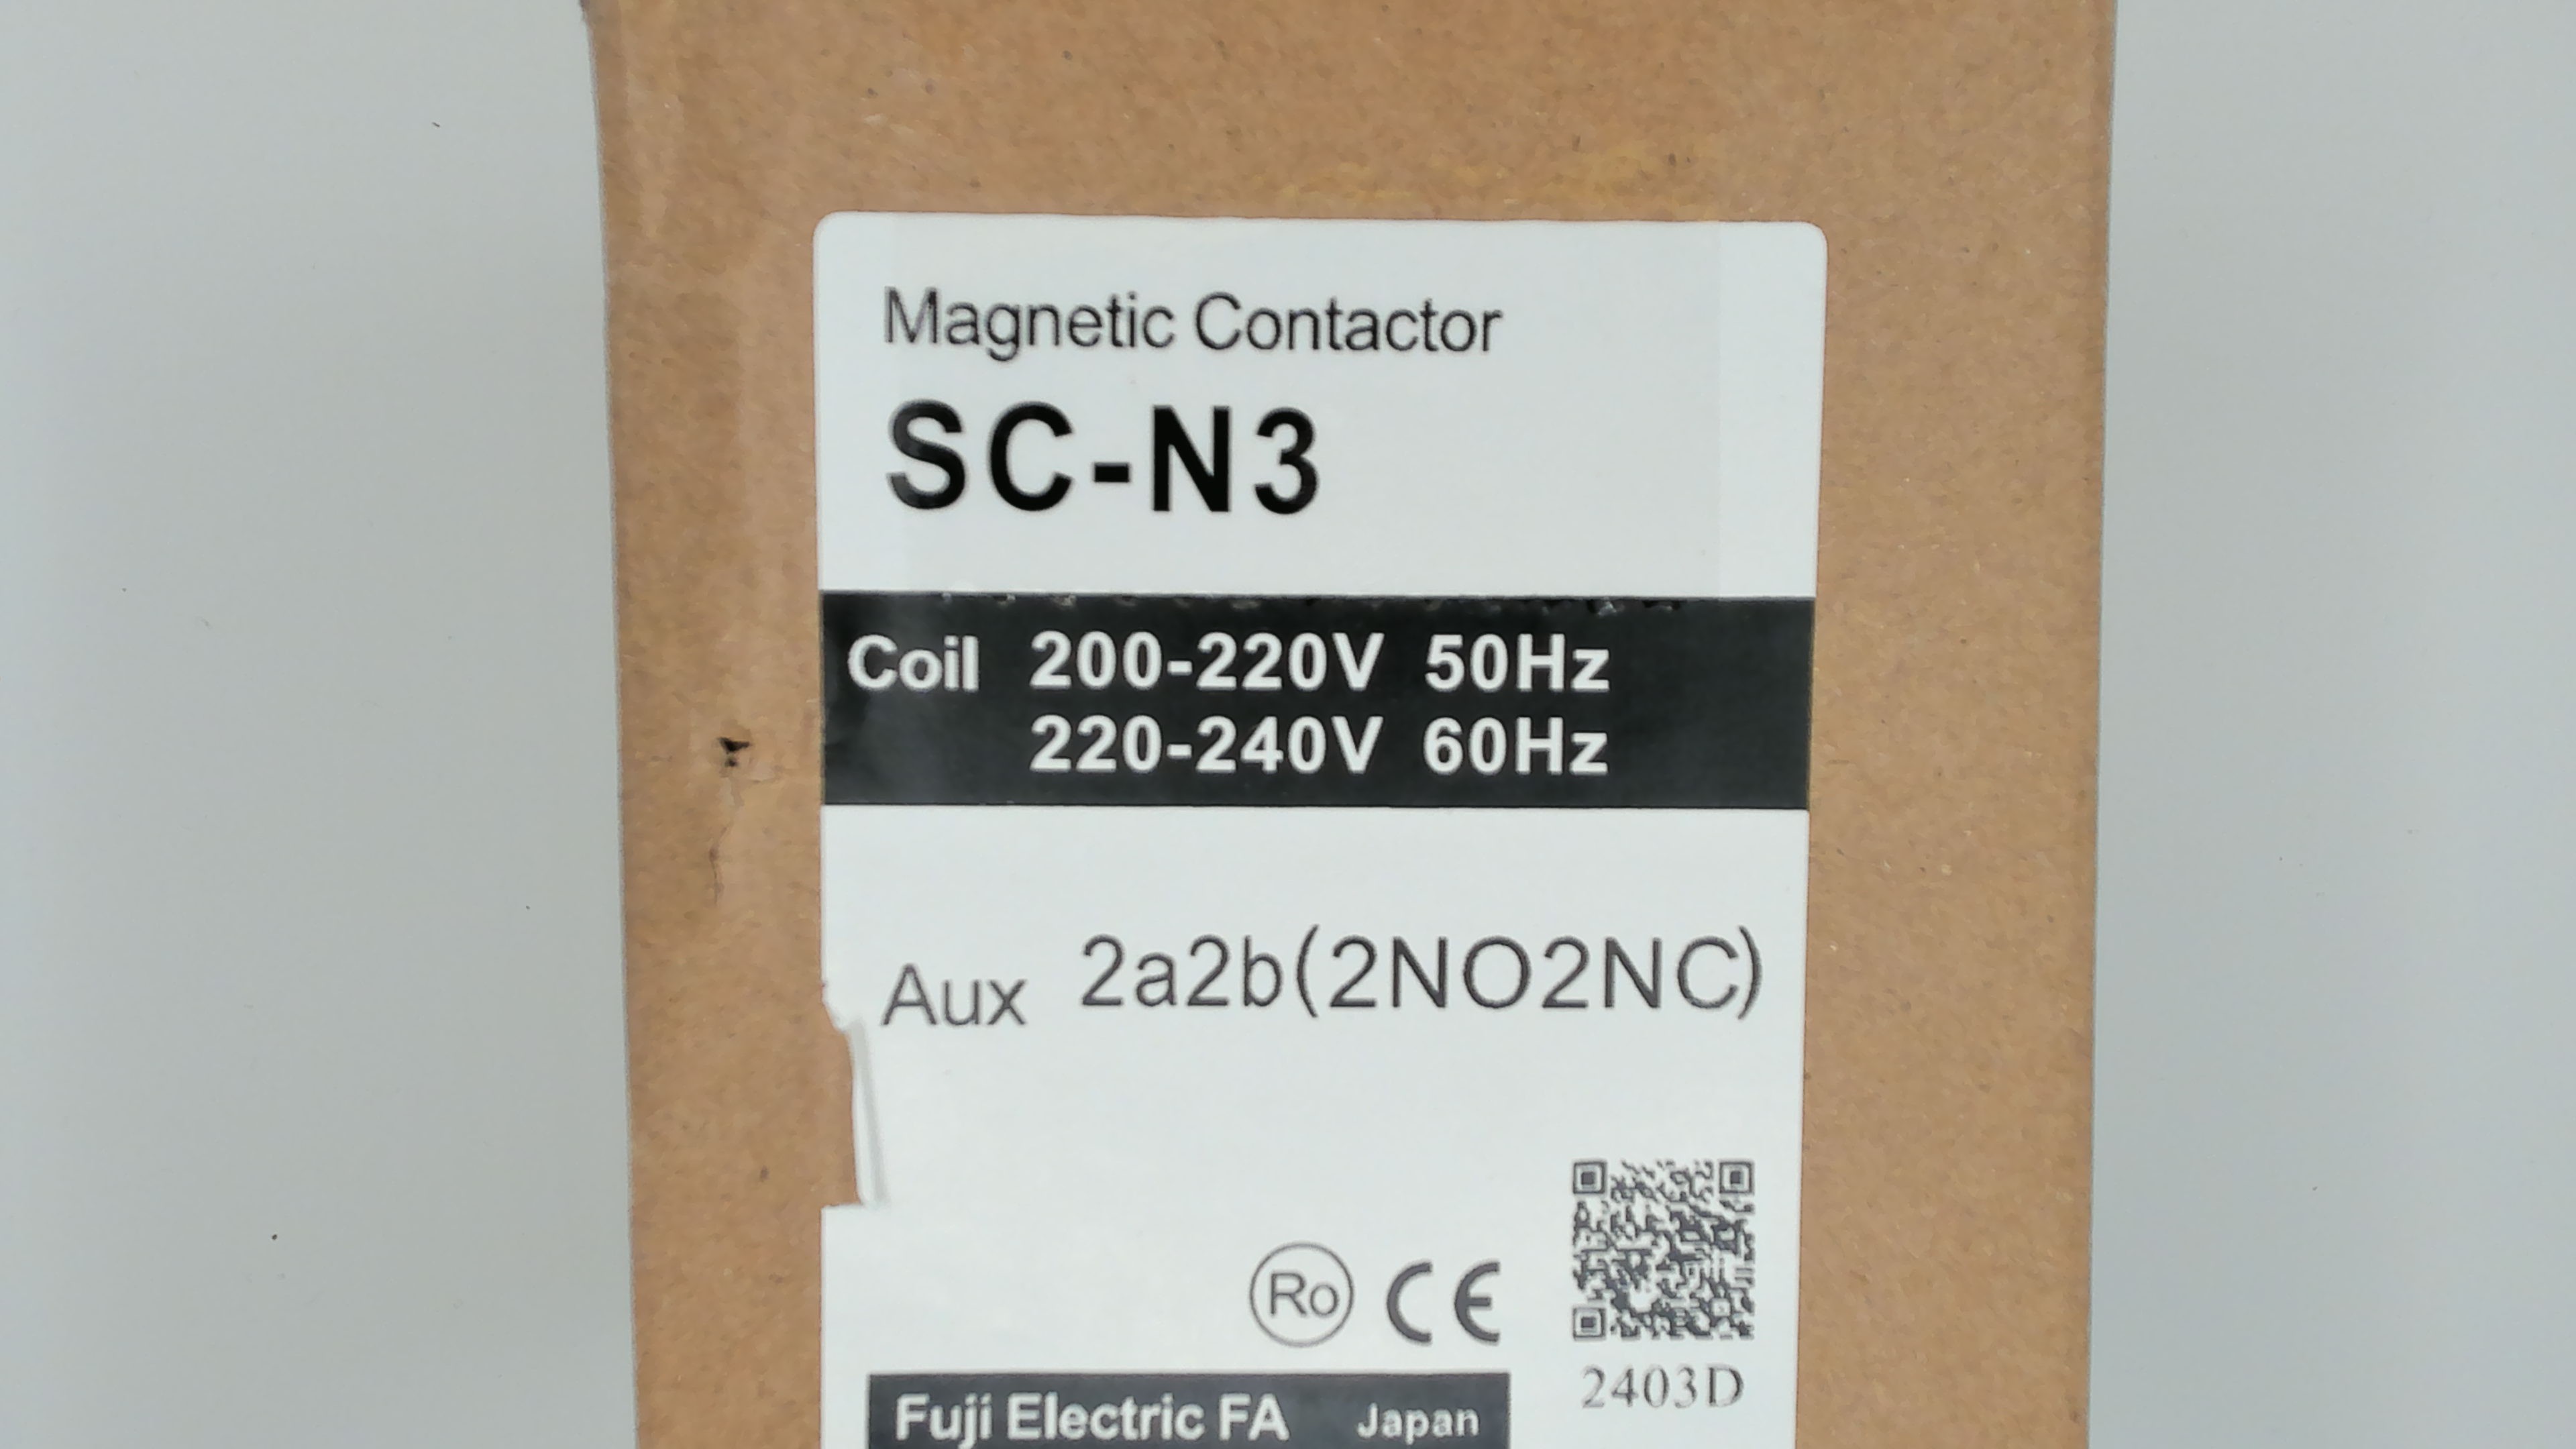 Magnetic Contactor
SC-N3
Coil 200-220V 50Hz
220-240V 60Hz
Aux 2a2b(2NO2NC)
Ro CE
2403D
Fuji Electric FA Japan